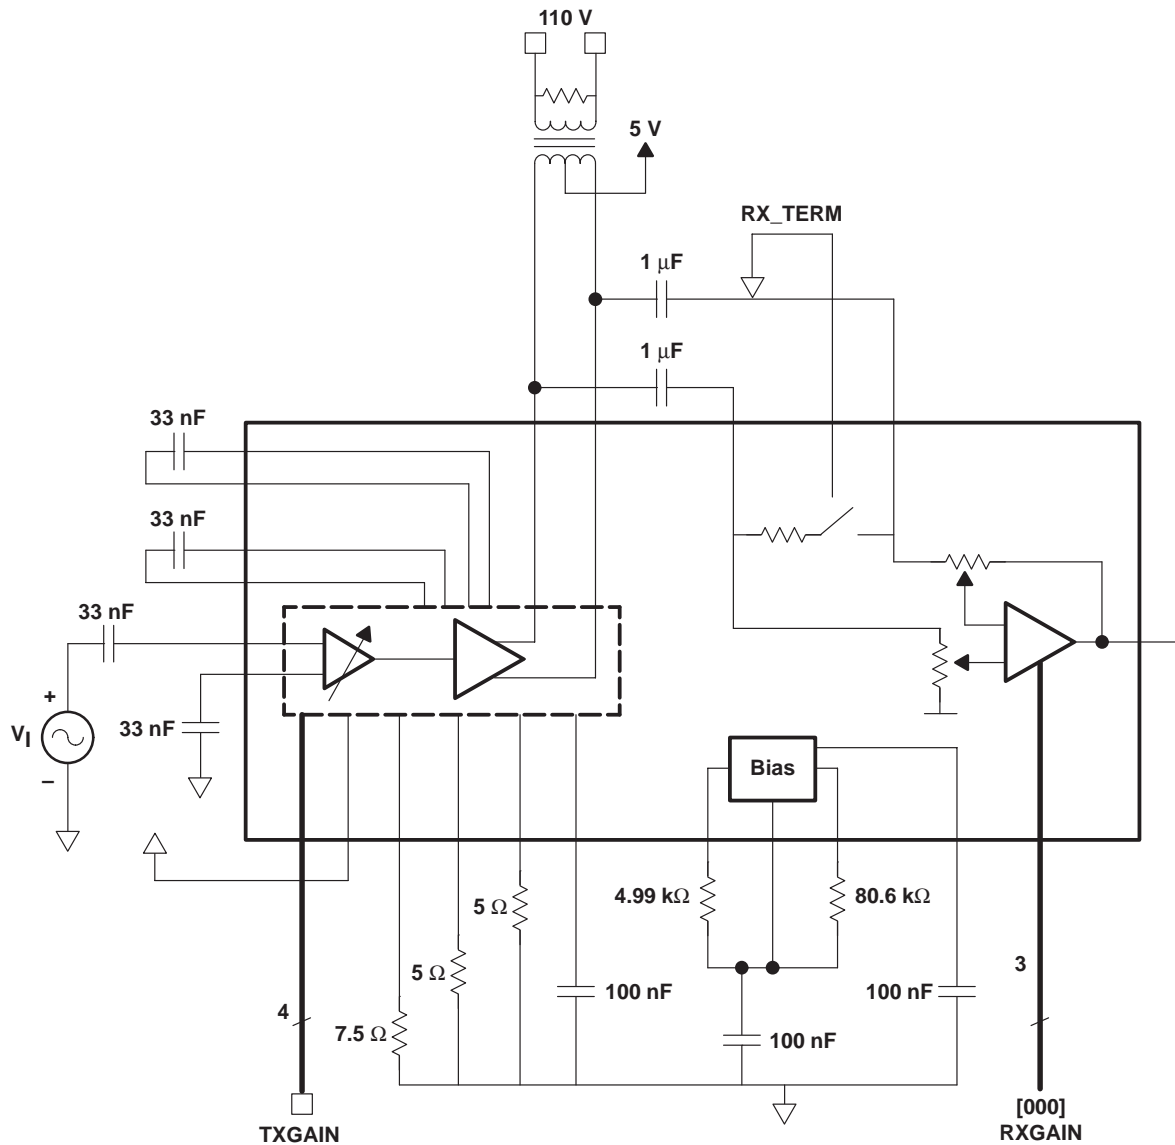 110 V
5 V
RX_TERM
1 μF
1 μF
33 nF
33 nF
33 nF
+
VI
–
33 nF
Bias
4.99 kΩ
80.6 kΩ
5 Ω
5 Ω
7.5 Ω
100 nF
100 nF
100 nF
4
3
TXGAIN
[000]
RXGAIN